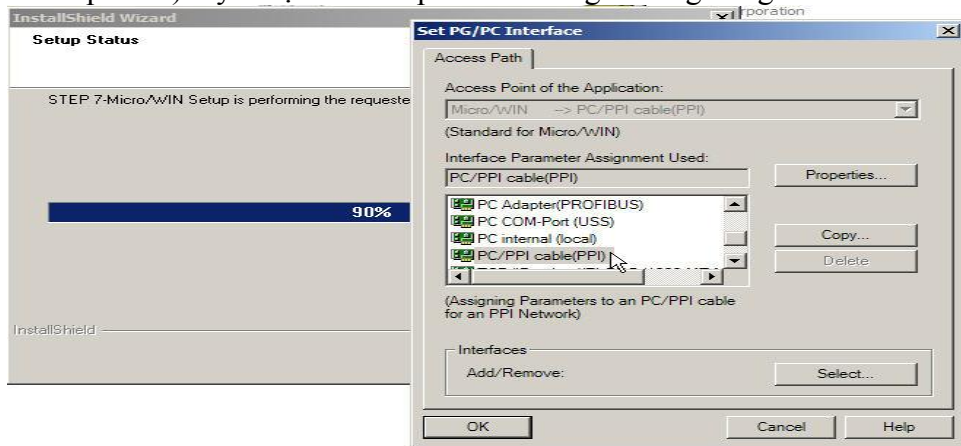 rporation
InstallShield Wizard
Setup Status
STEP 7-Micro/WIN Setup is performing the requeste
90%
InstallShield
Set PG/PC Interface
Access Path
Access Point of the Application:
Micro/WIN --> PC/PPI cable(PPI)
(Standard for Micro/WIN)
Interface Parameter Assignment Used:
PC/PPI cable(PPI)
Properties...
PC Adapter(PROFIBUS)
PC COM-Port (USS)
PC internal (local)
PC/PPI cable(PPI)
Copy...
Delete
(Assigning Parameters to an PC/PPI cable
for an PPI Network)
Interfaces
Add/Remove:
Select...
OK
Cancel
Help